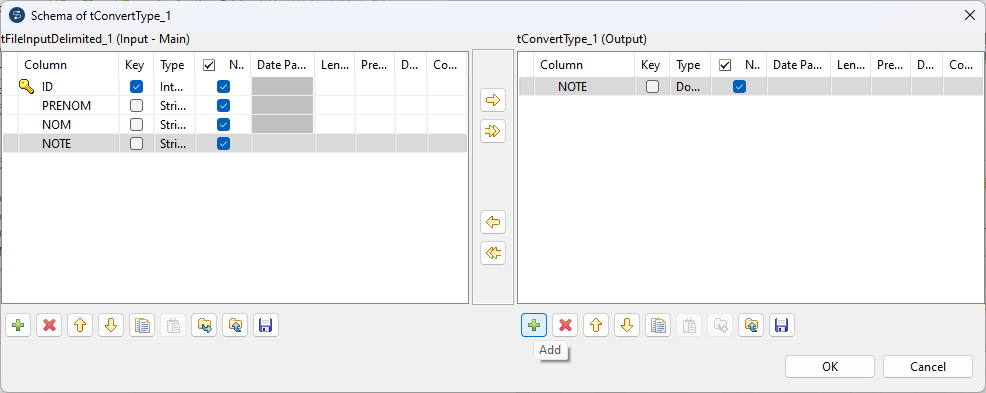 Schema of tConvertType_1
tFileInputDelimited_1 (Input - Main)
tConvertType_1 (Output)
Column Key Type N.. Date Pa... Len... Pre... D... Co...
ID Int...
PRENOM Stri...
NOM Stri...
NOTE Stri...
Column Key Type N.. Date Pa... Len... Pre... D... Co...
NOTE Do...
Add
OK Cancel